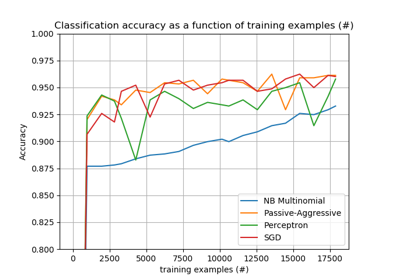 Classification accuracy as a function of training examples (#)
1.000
0.975
0.950
0.925
0.900
0.875
0.850
0.825
0.800
Accuracy
NB Multinomial
Passive-Aggressive
Perceptron
SGD
0 2500 5000 7500 10000 12500 15000 17500
training examples (#)